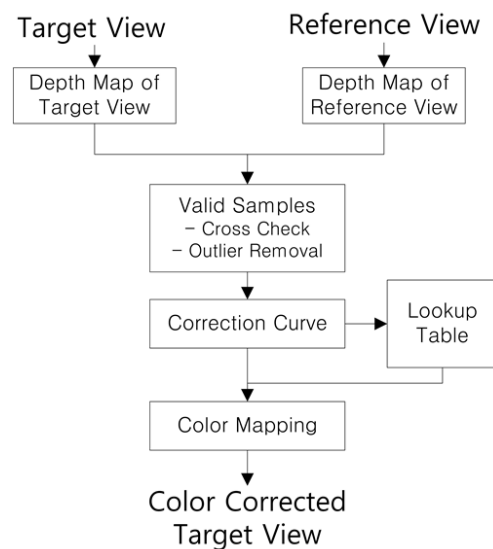 Target View
Reference View
Depth Map of
Target View
Depth Map of
Reference View
Valid Samples
– Cross Check
– Outlier Removal
Correction Curve
Lookup
Table
Color Mapping
Color Corrected
Target View